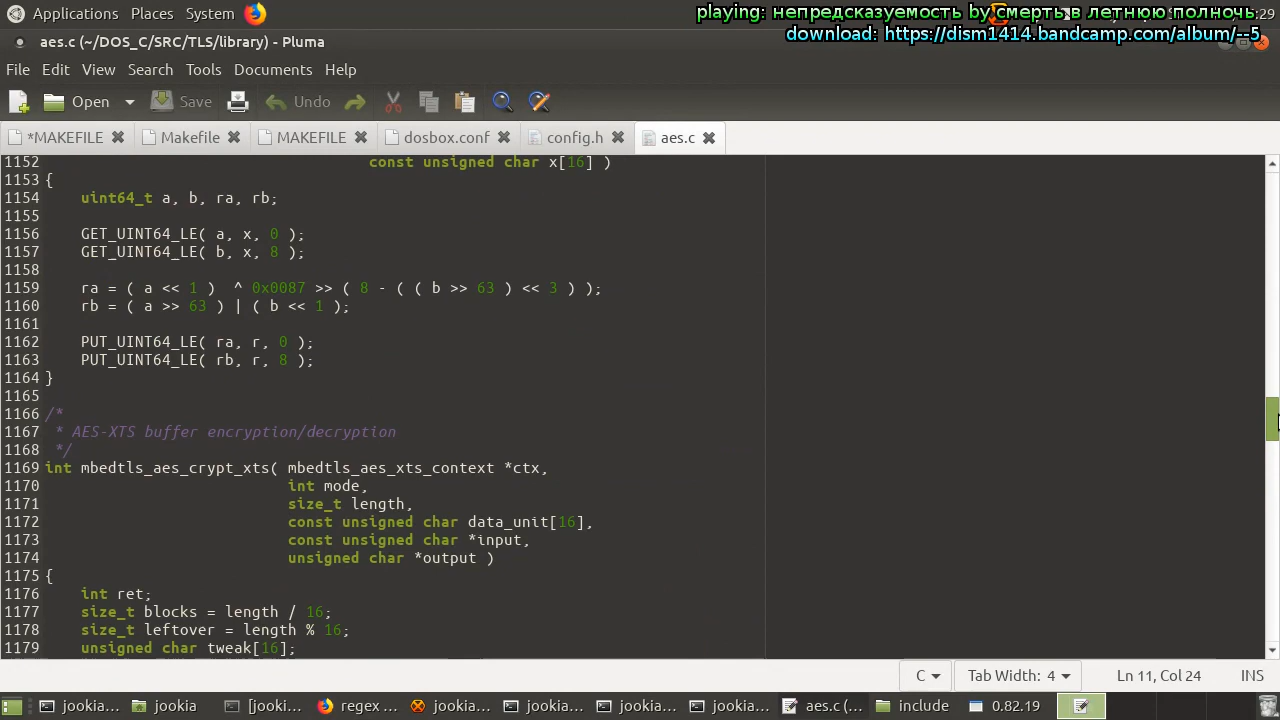 Applications Places System
:29
playing: непредсказуемость by смерть в летнюю полночь
download: https://dism1414.bandcamp.com/album/--5
aes.c (~/DOS_C/SRC/TLS/library) - Pluma
File Edit View Search Tools Documents Help
Open Save Undo
*MAKEFILE Makefile MAKEFILE dosbox.conf config.h aes.c
1152 const unsigned char x[16] )
1153 {
1154 uint64_t a, b, ra, rb;
1155
1156 GET_UINT64_LE( a, x, 0 );
1157 GET_UINT64_LE( b, x, 8 );
1158
1159 ra = ( a << 1 )  ^ 0x0087 >> ( 8 - ( ( b >> 63 ) << 3 ) );
1160 rb = ( a >> 63 ) | ( b << 1 );
1161
1162 PUT_UINT64_LE( ra, r, 0 );
1163 PUT_UINT64_LE( rb, r, 8 );
1164 }
1165
1166 /*
1167 * AES-XTS buffer encryption/decryption
1168 */
1169 int mbedtls_aes_crypt_xts( mbedtls_aes_xts_context *ctx,
1170 int mode,
1171 size_t length,
1172 const unsigned char data_unit[16],
1173 const unsigned char *input,
1174 unsigned char *output )
1175 {
1176 int ret;
1177 size_t blocks = length / 16;
1178 size_t leftover = length % 16;
1179 unsigned char tweak[16];
C Tab Width: 4 Ln 11, Col 24 INS
jookia... jookia [jooki... regex ... jookia... jookia... jookia... jookia... aes.c (... include 0.82.19